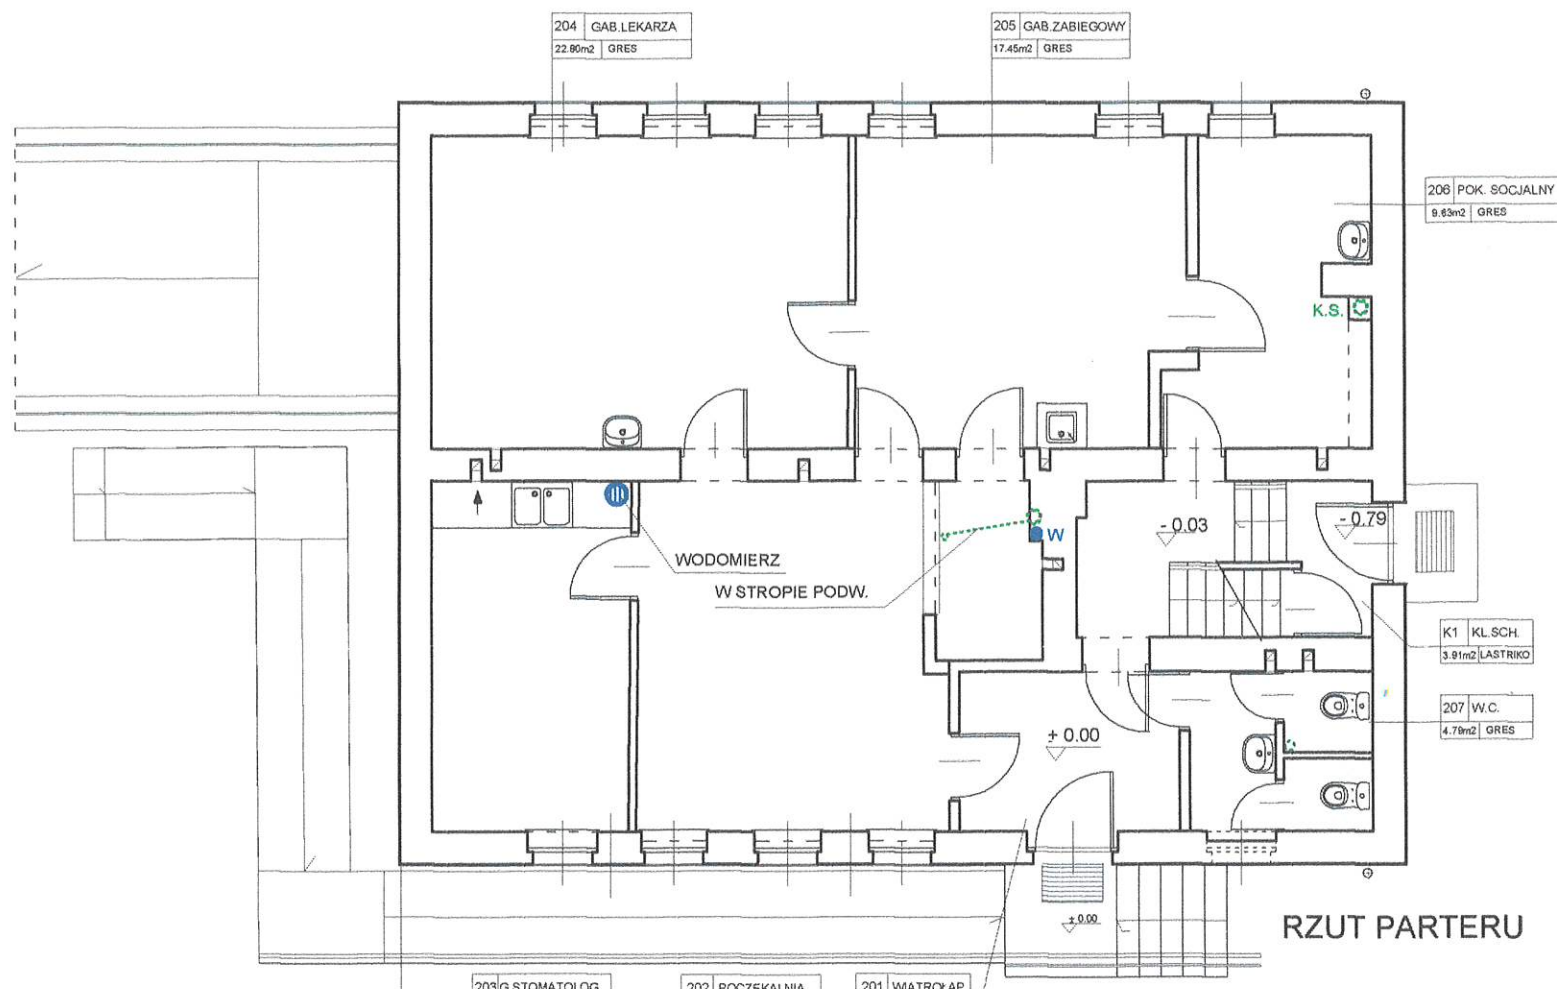 204 GAB.LEKARZA
22.80m2 GRES
205 GAB.ZABIEGOWY
17.45m2 GRES
206 POK. SOCJALNY
9.63m2 GRES
K.S.
W
- 0.03
- 0.79
WODOMIERZ
W STROPIE PODW.
K1 KL.SCH.
3.91m2 LASTRIKO
207 W.C.
4.79m2 GRES
± 0.00
± 0.00
RZUT PARTERU
203 G.STOMATOLOG.
202 POCZEKALNIA
201 WIATROŁAP